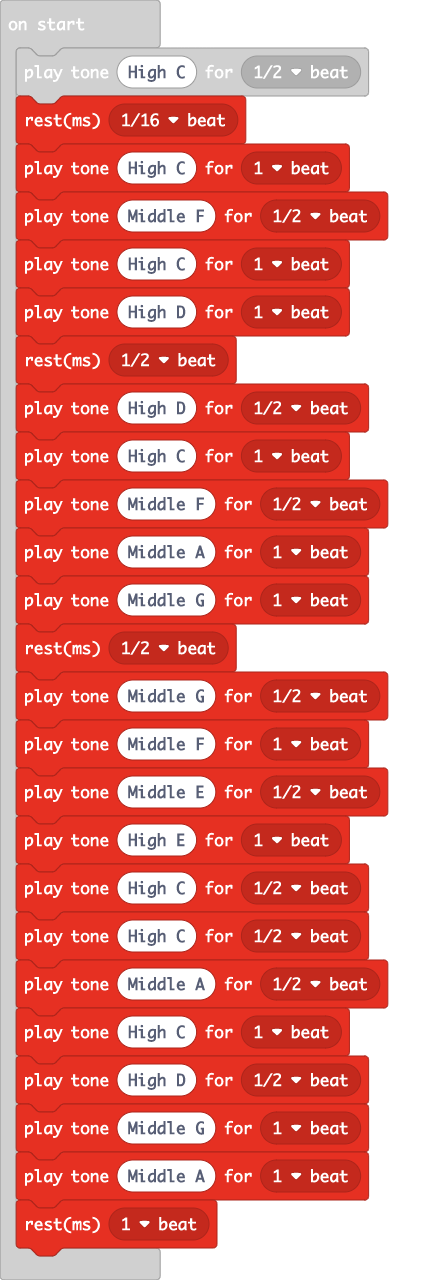 on start
play tone High C for 1/2 beat
rest(ms) 1/16 beat
play tone High C for 1 beat
play tone Middle F for 1/2 beat
play tone High C for 1 beat
play tone High D for 1 beat
rest(ms) 1/2 beat
play tone High D for 1/2 beat
play tone High C for 1 beat
play tone Middle F for 1/2 beat
play tone Middle A for 1 beat
play tone Middle G for 1 beat
rest(ms) 1/2 beat
play tone Middle G for 1/2 beat
play tone Middle F for 1 beat
play tone Middle E for 1/2 beat
play tone High E for 1 beat
play tone High C for 1/2 beat
play tone High C for 1/2 beat
play tone Middle A for 1/2 beat
play tone High C for 1 beat
play tone High D for 1/2 beat
play tone Middle G for 1 beat
play tone Middle A for 1 beat
rest(ms) 1 beat